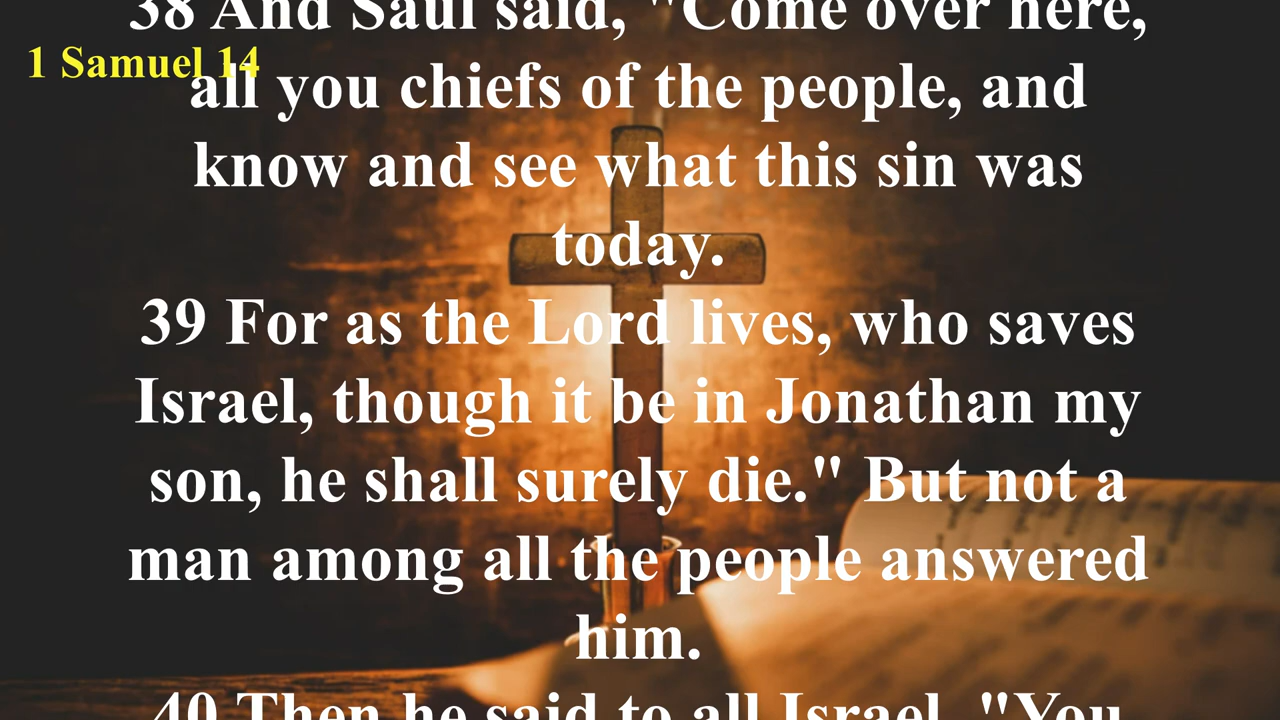 38 And Saul said, "Come over here,
1 Samuel 14
all you chiefs of the people, and
know and see what this sin was
today.
39 For as the Lord lives, who saves
Israel, though it be in Jonathan my
son, he shall surely die." But not a
man among all the people answered
him.
40 Then he said to all Israel, "You